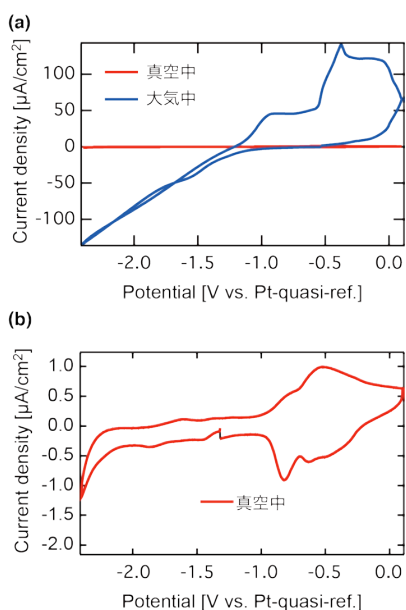 (a)
Current density [µA/cm²]
100
50
0
-50
-100
真空中
大気中
-2.0 -1.5 -1.0 -0.5 0.0
Potential [V vs. Pt-quasi-ref.]
(b)
Current density [µA/cm²]
1.0
0.5
0.0
-0.5
-1.0
-2.0
真空中
-2.0 -1.5 -1.0 -0.5 0.0
Potential [V vs. Pt-quasi-ref.]